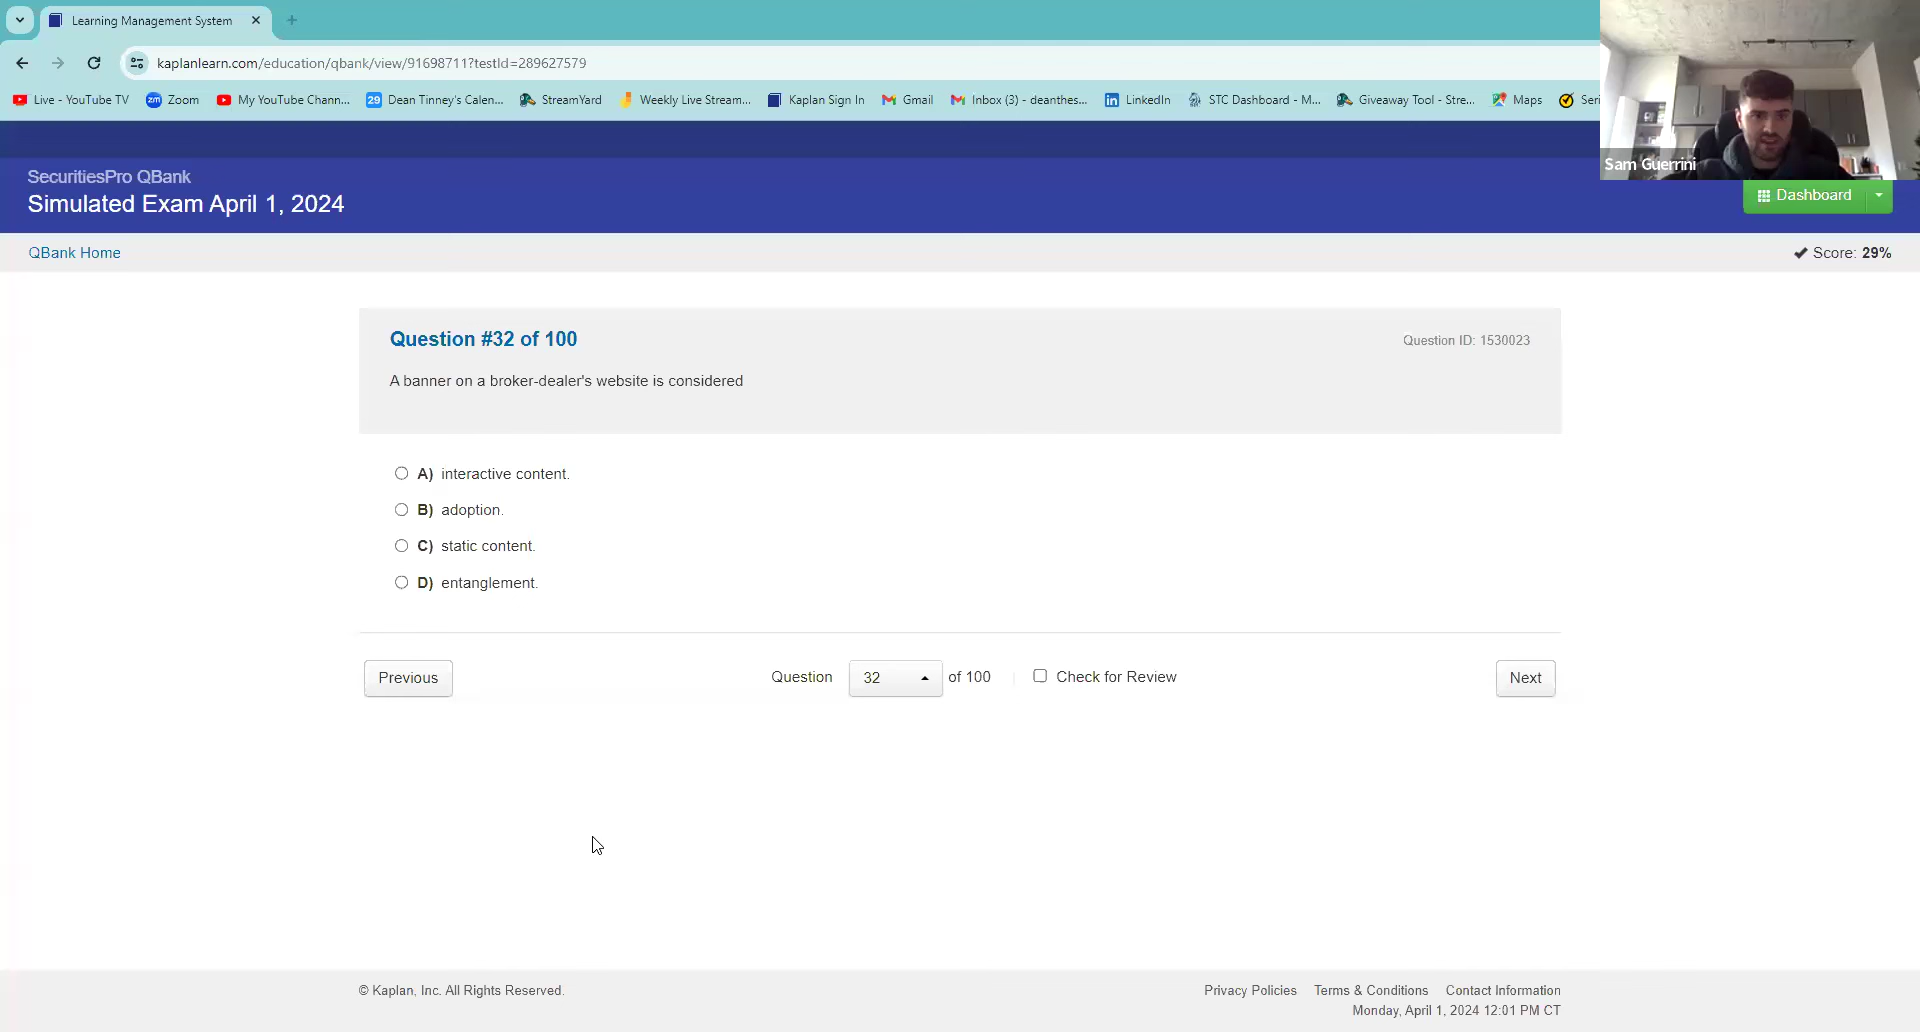 Learning Management System
kaplanlearn.com/education/qbank/view/91698711?testId=289627579
Live - YouTube TV
zm Zoom
My YouTube Chann...
29 Dean Tinney's Calen...
StreamYard
Weekly Live Stream...
Kaplan Sign In
Gmail
Inbox (3) - deanthes...
in LinkedIn
STC Dashboard - M...
Giveaway Tool - Stre...
Maps
Seri
Sam Guerrini
SecuritiesPro QBank
Simulated Exam April 1, 2024
Dashboard
QBank Home
Score: 29%
Question #32 of 100
Question ID: 1530023
A banner on a broker-dealer's website is considered
A) interactive content.
B) adoption.
C) static content.
D) entanglement.
Previous
Question 32 of 100
Check for Review
Next
© Kaplan, Inc. All Rights Reserved.
Privacy Policies Terms & Conditions Contact Information
Monday, April 1, 2024 12:01 PM CT